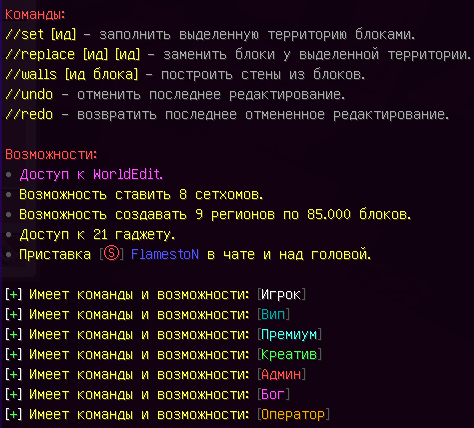 Команды:
//set [ид] – заполнить выделенную территорию блоками.
//replace [ид] [ид] – заменить блоки у выделенной территории.
//walls [ид блока] – построить стены из блоков.
//undo – отменить последнее редактирование.
//redo – возвратить последнее отмененное редактирование.
Возможности:
• Доступ к WorldEdit.
• Возможность ставить 8 сетхомов.
• Возможность создавать 9 регионов по 85.000 блоков.
• Доступ к 21 гаджету.
• Приставка [Ⓢ] FlamestoN в чате и над головой.
[+] Имеет команды и возможности: [Игрок]
[+] Имеет команды и возможности: [Вип]
[+] Имеет команды и возможности: [Премиум]
[+] Имеет команды и возможности: [Креатив]
[+] Имеет команды и возможности: [Админ]
[+] Имеет команды и возможности: [Бог]
[+] Имеет команды и возможности: [Оператор]